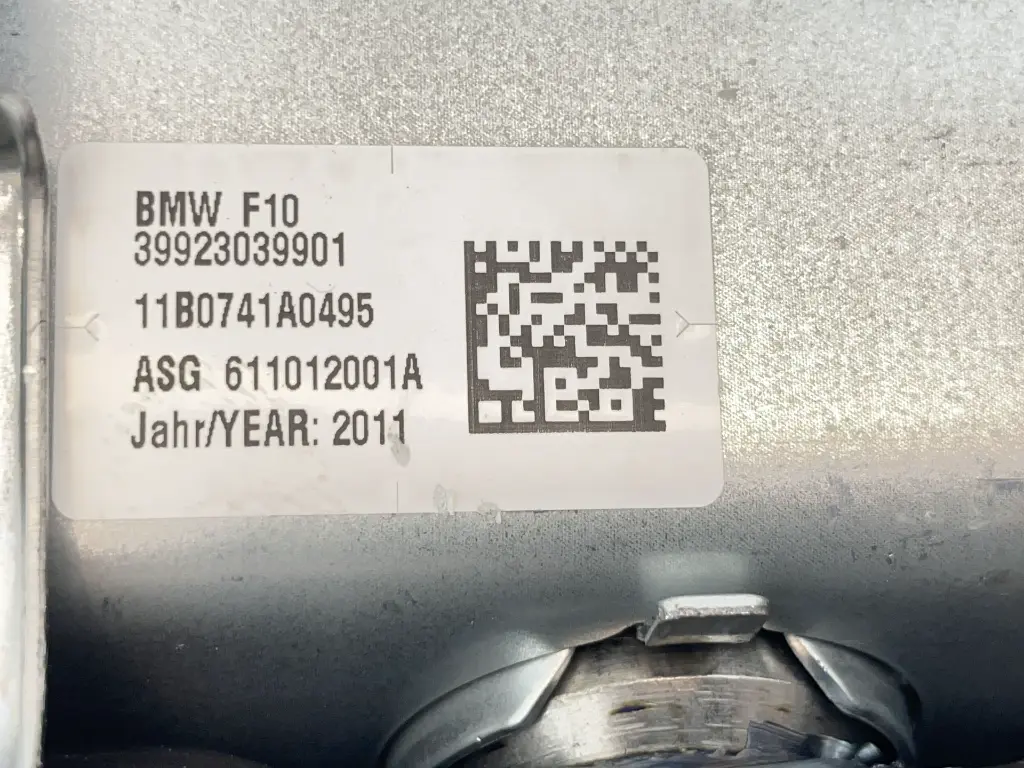 BMW F10
39923039901
11B0741A0495
ASG 611012001A
Jahr/YEAR: 2011